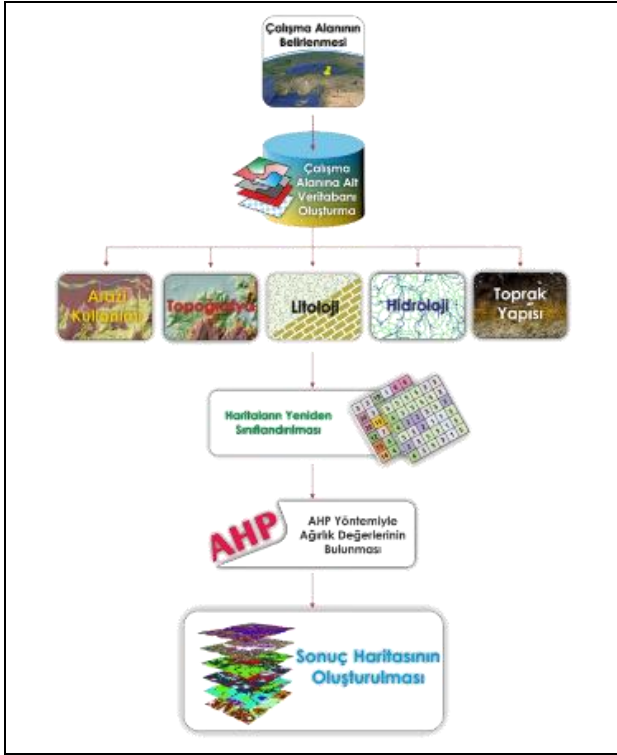 Çalışma Alanının
Belirlenmesi
Çalışma
Alanına Ait
Veritabanı
Oluşturma
Arazi
Kullanımı
Topoğrafya
Litoloji
Hidroloji
Toprak
Yapısı
Haritaların Yeniden
Sınıflandırılması
AHP
AHP Yöntemiyle
Ağırlık Değerlerinin
Bulunması
Sonuç Haritasının
Oluşturulması